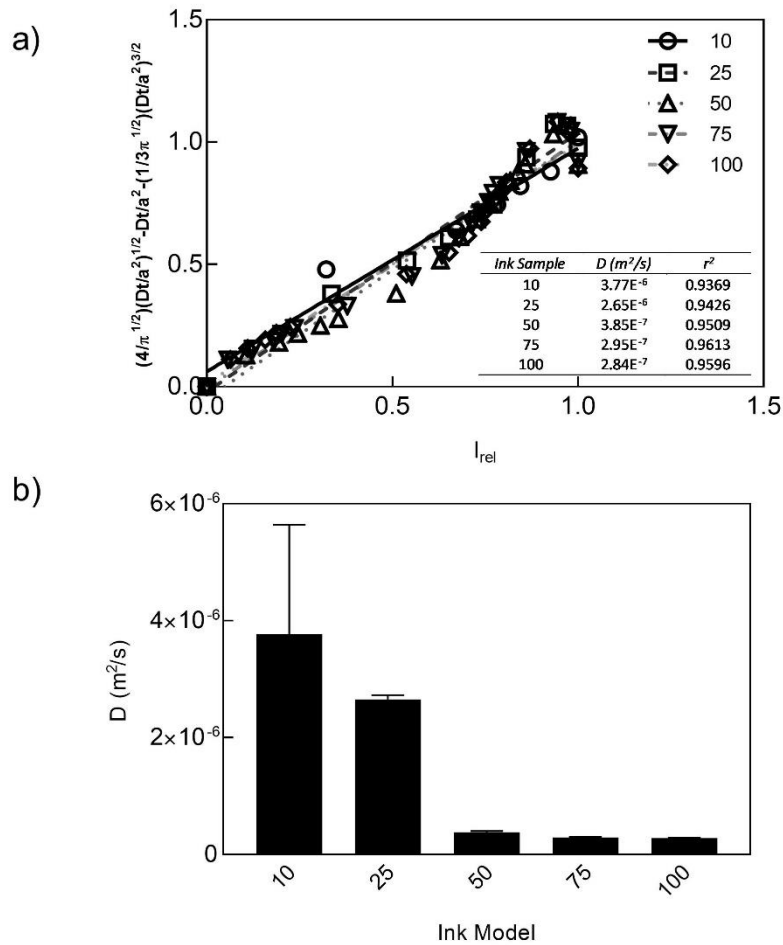 a)
(4/π^1/2)(Dt/a²)^1/2-Dt/a²-(1/3π^1/2)(Dt/a²)^3/2
1.5
1.0
0.5
0.0
0.0 0.5 1.0 1.5
I_rel
10
25
50
75
100
Ink Sample D (m²/s) r²
10 3.77E⁻⁶ 0.9369
25 2.65E⁻⁶ 0.9426
50 3.85E⁻⁷ 0.9509
75 2.95E⁻⁷ 0.9613
100 2.84E⁻⁷ 0.9596
b)
D (m²/s)
6×10⁻⁶
4×10⁻⁶
2×10⁻⁶
0
10 25 50 75 100
Ink Model